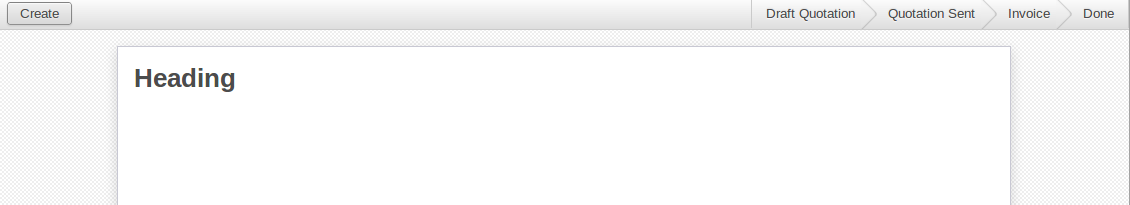 Create Draft Quotation Quotation Sent Invoice Done
Heading